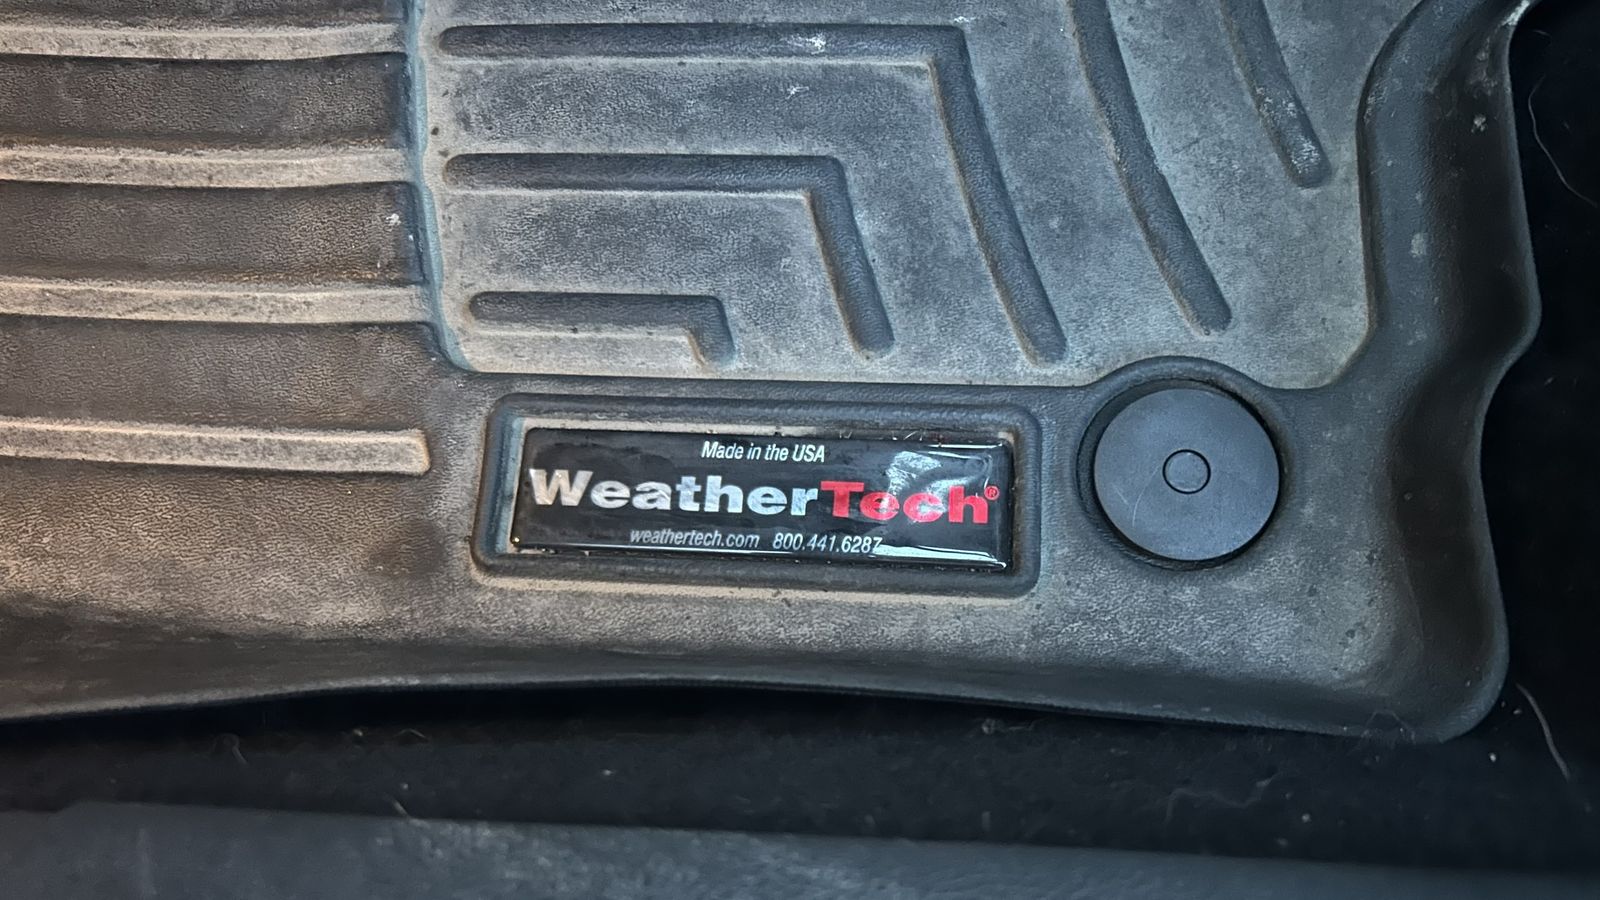 Made in the USA
WeatherTech®
weathertech.com 800.441.6287